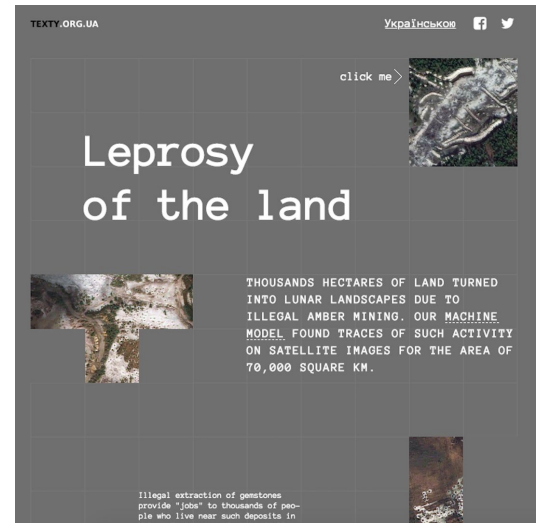 TEXTY.ORG.UA
Українською
click me
Leprosy
of the land
THOUSANDS HECTARES OF LAND TURNED
INTO LUNAR LANDSCAPES DUE TO
ILLEGAL AMBER MINING. OUR MACHINE
MODEL FOUND TRACES OF SUCH ACTIVITY
ON SATELLITE IMAGES FOR THE AREA OF
70,000 SQUARE KM.
Illegal extraction of gemstones
provide "jobs" to thousands of peo-
ple who live near such deposits in